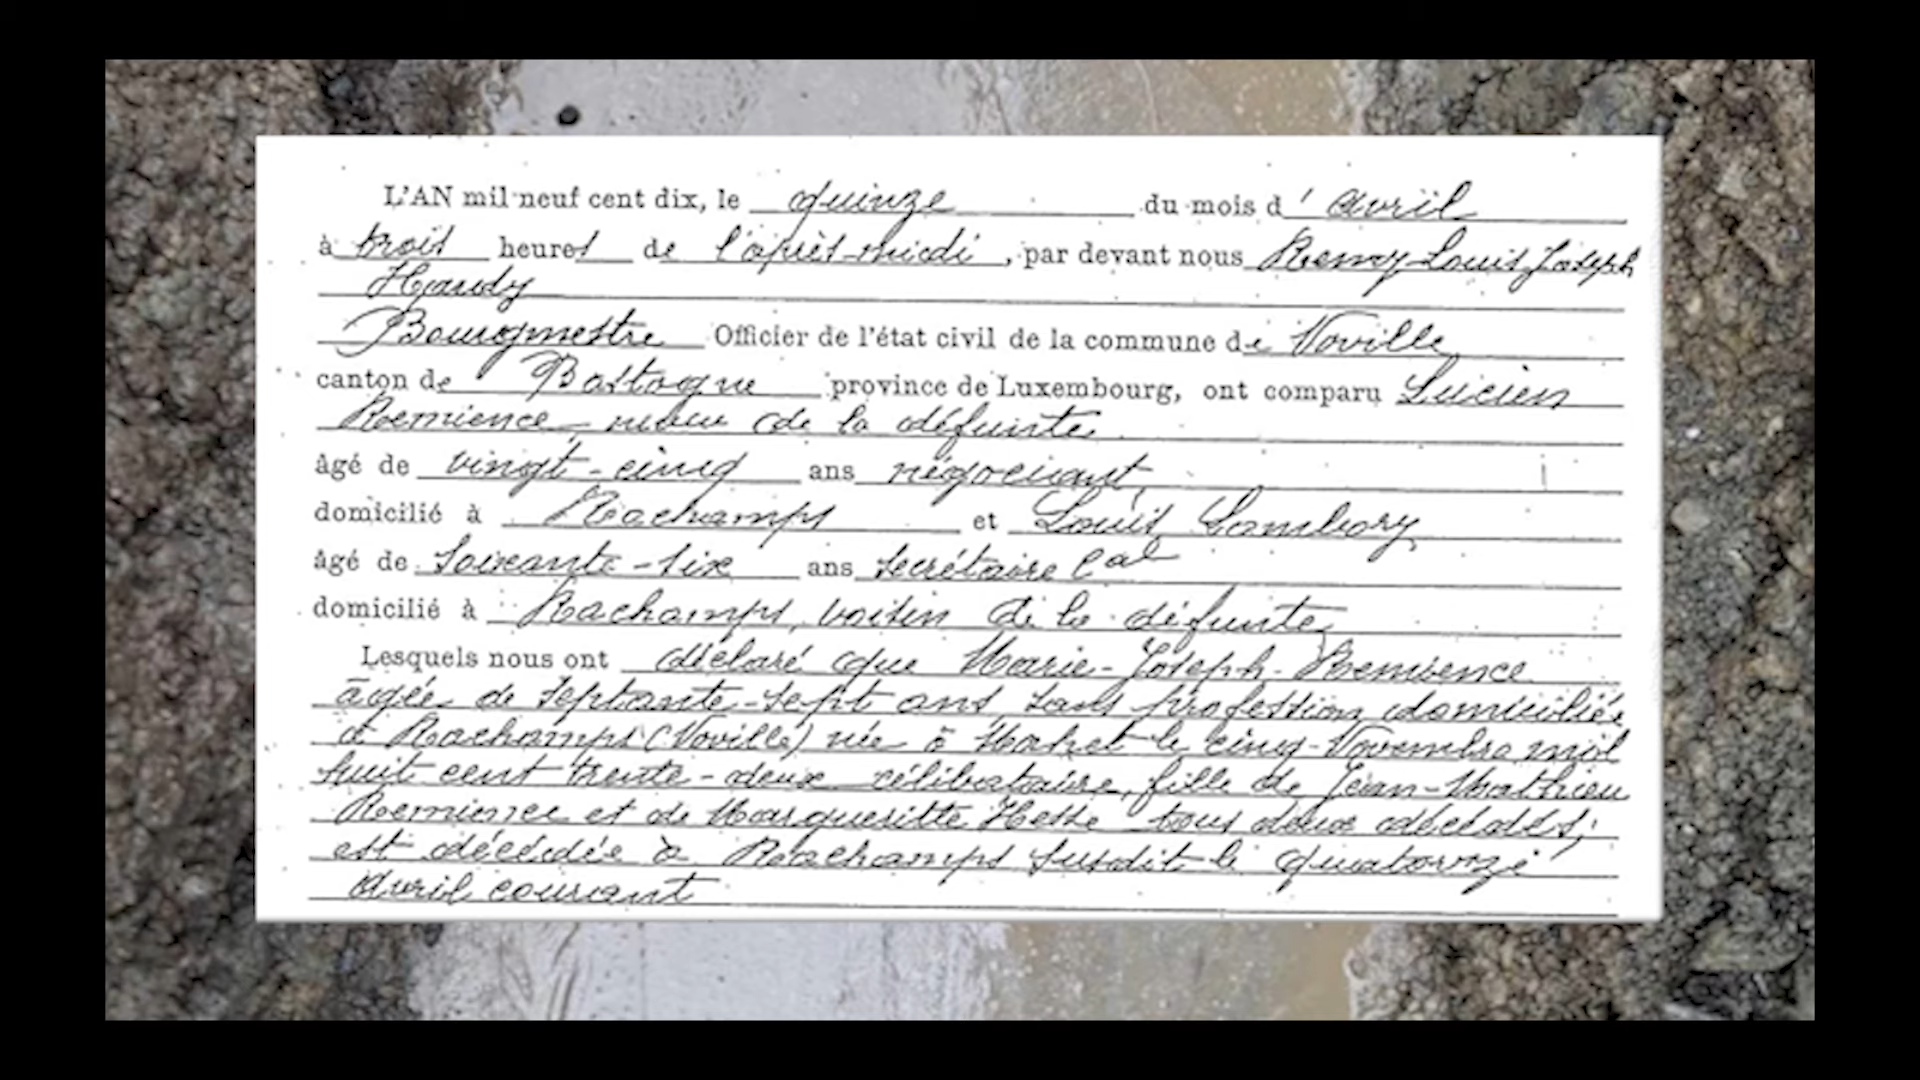 L'AN mil neuf cent dix, le quinze du mois d' avril
à trois heures de l'après-midi, par devant nous Remy Louis Joseph
Hardy
Bourgmestre Officier de l'état civil de la commune de Noville
canton de Bastogne province de Luxembourg, ont comparu Lucien
Remience neveu de la défunte
âgé de vingt-cinq ans négociant
domicilié à Rachamps et Louis Lambory
âgé de Soixante-six ans secrétaire Cal
domicilié à Rachamps, voisin de la défunte,
Lesquels nous ont déclaré que Marie-Joseph-Remience
âgée de septante-sept ans, sans profession, domiciliée
à Rachamps (Noville) née à le cinq-Novembre mil
huit cent trente-deux célibataire, fille de Jean-Mathieu
Remience et de Margueritte Hesse tous deux décédés;
est décédée à Rachamps susdit le quatorze
avril courant